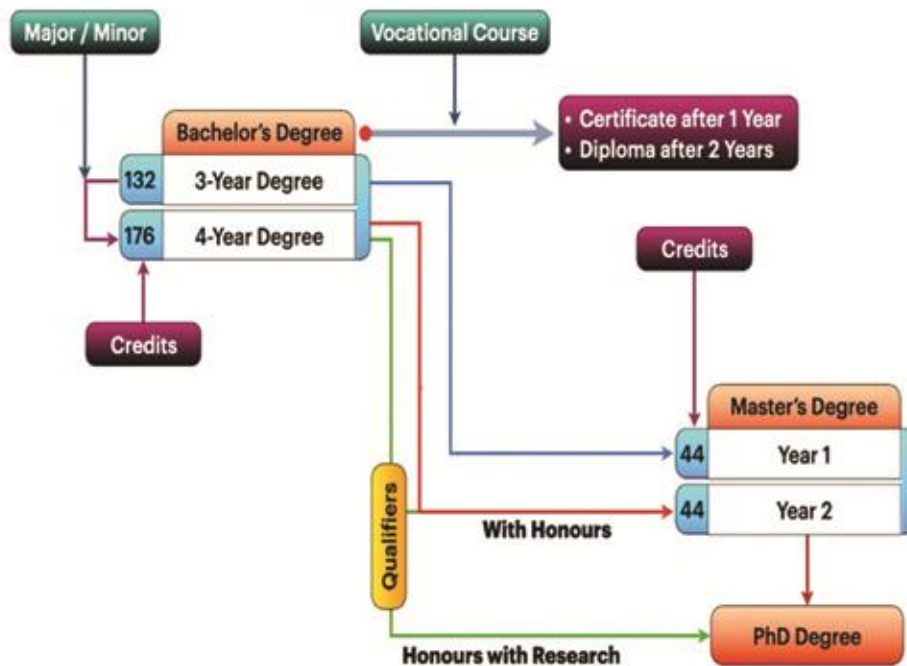 Major / Minor
Vocational Course
Bachelor's Degree
• Certificate after 1 Year
• Diploma after 2 Years
132
3-Year Degree
176
4-Year Degree
Credits
Credits
Master's Degree
44
Year 1
44
Year 2
Qualifiers
With Honours
PhD Degree
Honours with Research